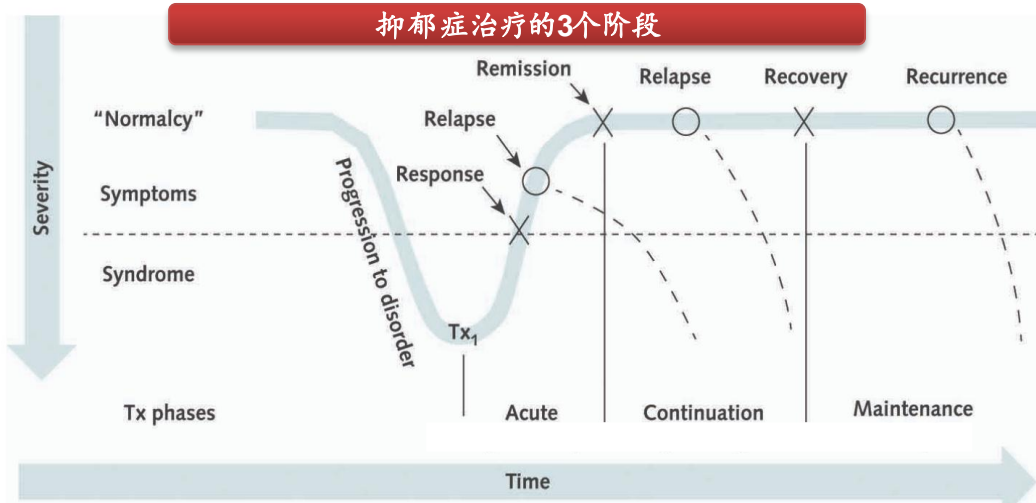 抑郁症治疗的3个阶段
Remission
Relapse
Recovery
Recurrence
"Normalcy"
Relapse
Response
Symptoms
Severity
Progression to disorder
Syndrome
Tx1
Tx phases
Acute
Continuation
Maintenance
Time